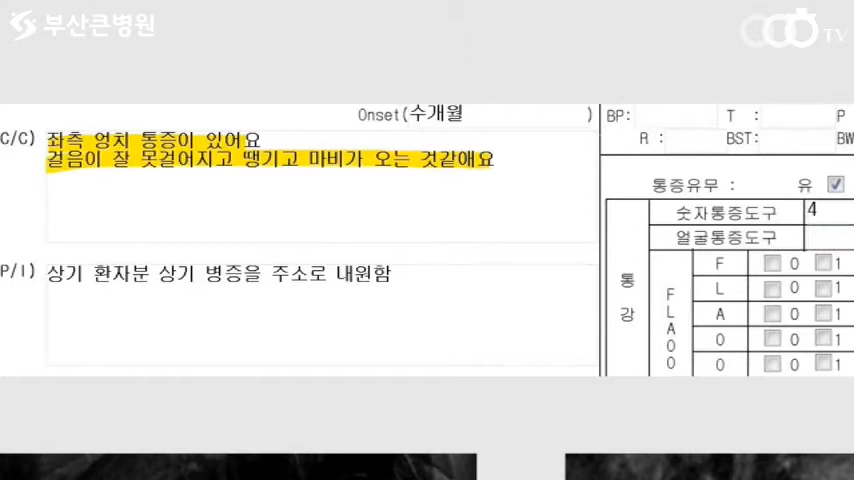 부산큰병원
TV
Onset(수개월 )
C/C) 좌측 엉치 통증이 있어요
걸음이 잘 못걸어지고 땡기고 마비가 오는 것같애요
P/I) 상기 환자분 상기 병증을 주소로 내원함
BP: T : P
R : BST: BW
통증유무 : 유
숫자통증도구 4
얼굴통증도구
통
강
FLAOO
F 0 1
L 0 1
A 0 1
O 0 1
O 0 1